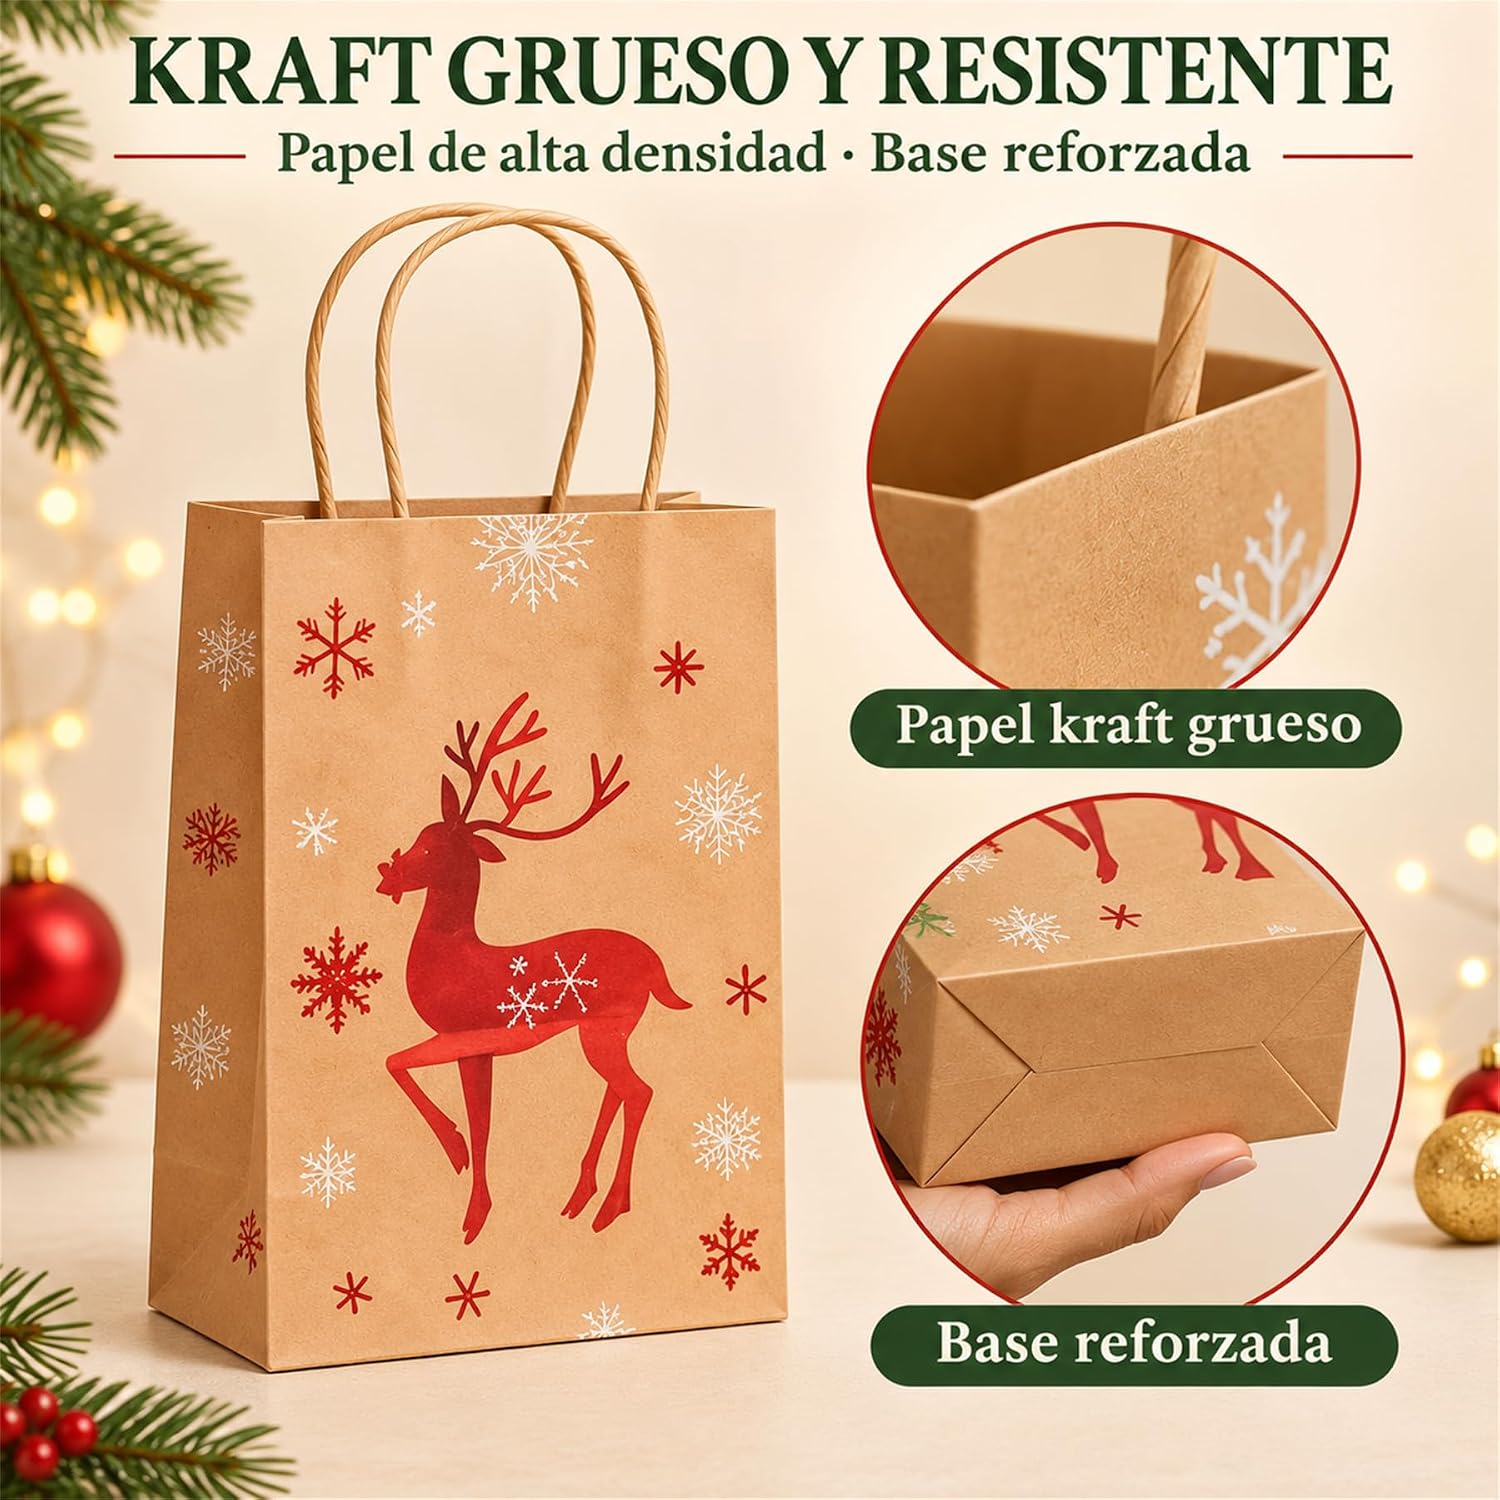 KRAFT GRUESO Y RESISTENTE
Papel de alta densidad · Base reforzada
Papel kraft grueso
Base reforzada